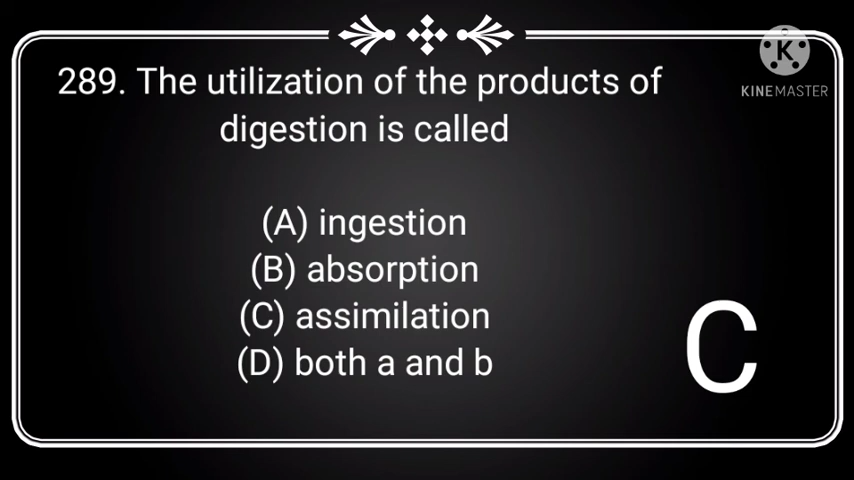 289. The utilization of the products of
digestion is called
(A) ingestion
(B) absorption
(C) assimilation
(D) both a and b
C
K
KINEMASTER